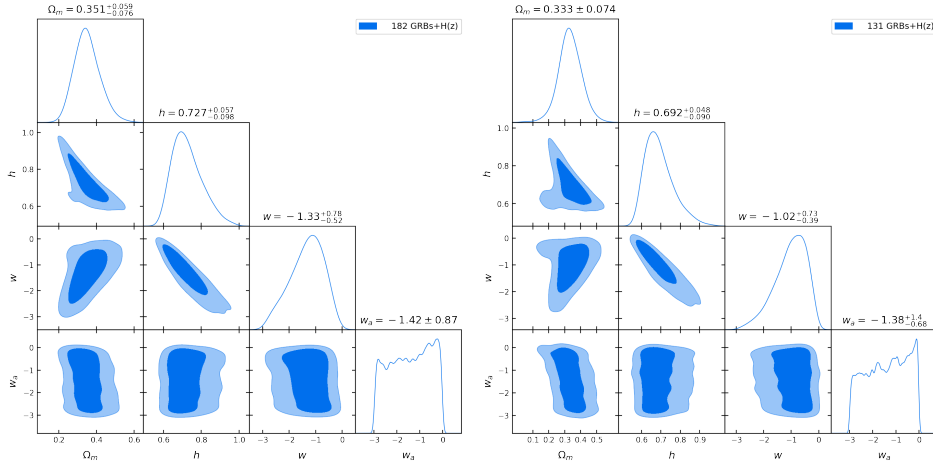 Ωₘ = 0.351⁺⁰·⁰⁵⁹₋₀.₀₇₆
182 GRBs+H(z)
h = 0.727⁺⁰·⁰⁵⁷₋₀.₀₉₈
1.0
0.8
0.6
h
w = −1.33⁺⁰·⁷⁸₋₀.₅₂
0
−1
−2
−3
w
wₐ = −1.42 ± 0.87
0
−1
−2
−3
wₐ
0.2 0.4 0.6
0.6 0.8 1.0
−3 −2 −1 0
−3 −2 −1 0
Ωₘ h w wₐ
Ωₘ = 0.333 ± 0.074
131 GRBs+H(z)
h = 0.692⁺⁰·⁰⁴⁸₋₀.₀₉₀
1.0
0.8
0.6
h
w = −1.02⁺⁰·⁷³₋₀.₃₉
0
−1
−2
−3
w
wₐ = −1.38⁺¹·⁴₋₀.₆₈
0
−1
−2
−3
wₐ
0.1 0.2 0.3 0.4 0.5
0.6 0.7 0.8 0.9
−3 −2 −1 0
−3 −2 −1 0
Ωₘ h w wₐ